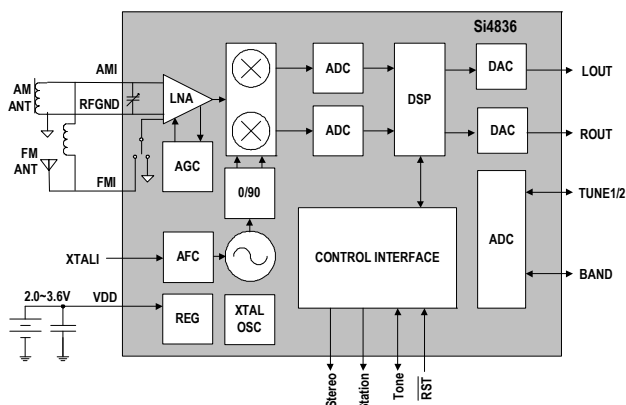 Si4836
AM
ANT
AMI
RFGND
LNA
AGC
FM
ANT
FMI
ADC
ADC
DSP
DAC
DAC
LOUT
ROUT
0/90
ADC
TUNE1/2
BAND
CONTROL INTERFACE
XTALI
AFC
2.0~3.6V
VDD
REG
XTAL
OSC
Stereo
Station
Tone
RST